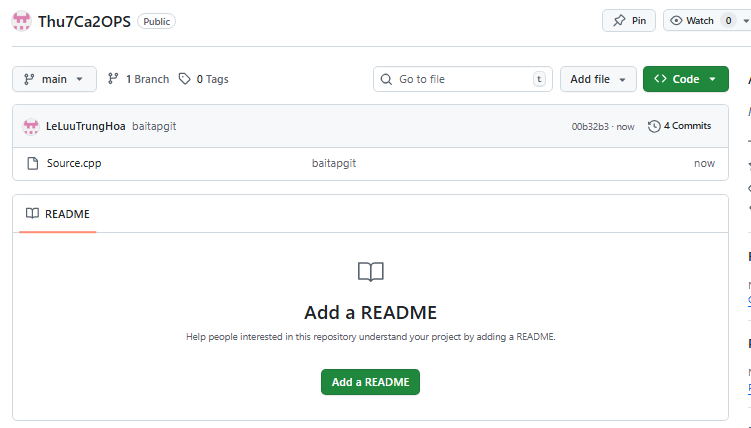 Thu7Ca2OPS Public Pin Watch 0
main 1 Branch 0 Tags Go to file t Add file Code
LeLuuTrungHoa baitapgit 00b32b3 · now 4 Commits
Source.cpp baitapgit now
README
Add a README
Help people interested in this repository understand your project by adding a README.
Add a README